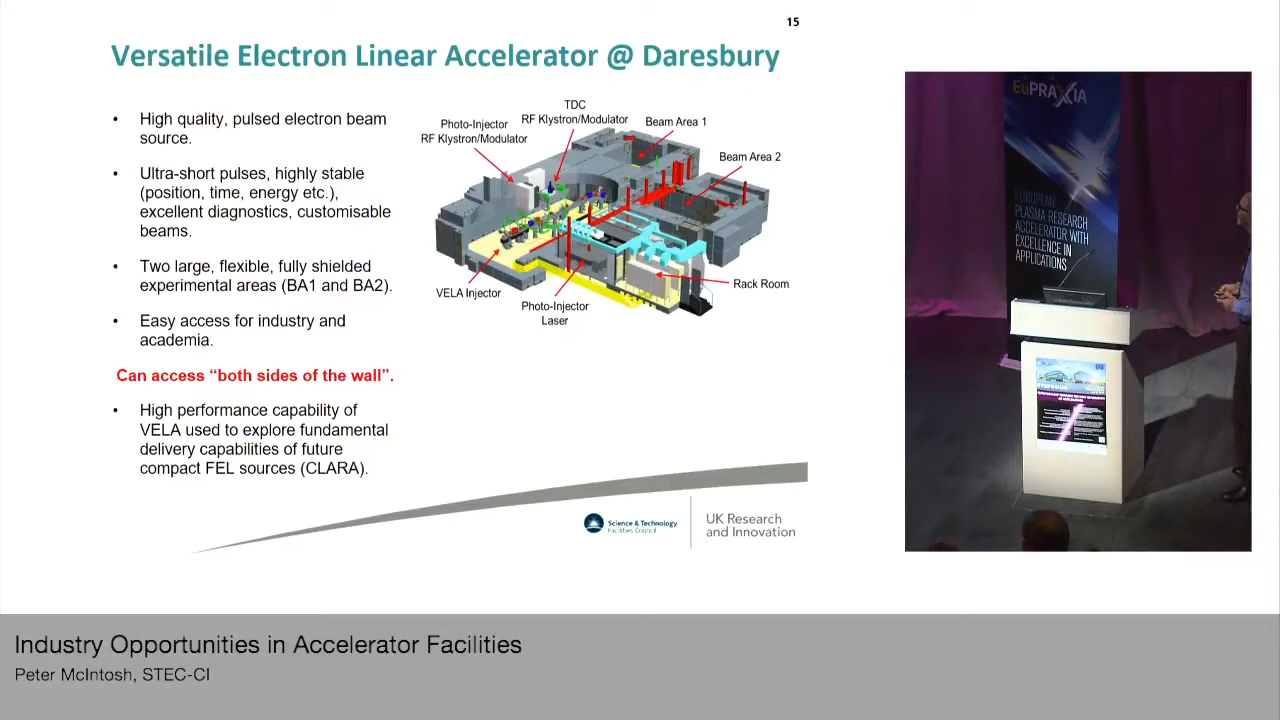 15
Versatile Electron Linear Accelerator @ Daresbury
• High quality, pulsed electron beam
source.
• Ultra-short pulses, highly stable
(position, time, energy etc.),
excellent diagnostics, customisable
beams.
• Two large, flexible, fully shielded
experimental areas (BA1 and BA2).
• Easy access for industry and
academia.
Can access “both sides of the wall”.
• High performance capability of
VELA used to explore fundamental
delivery capabilities of future
compact FEL sources (CLARA).
TDC
RF Klystron/Modulator
Photo-Injector
RF Klystron/Modulator
Beam Area 1
Beam Area 2
VELA Injector
Photo-Injector
Laser
Rack Room
Science & Technology
Facilities Council
UK Research
and Innovation
EuPRAXIA
EUROPEAN
PLASMA RESEARCH
ACCELERATOR WITH
EXCELLENCE IN
APPLICATIONS
SYMPOSIUM
Industry Opportunities in Accelerator Facilities
Peter McIntosh, STEC-CI